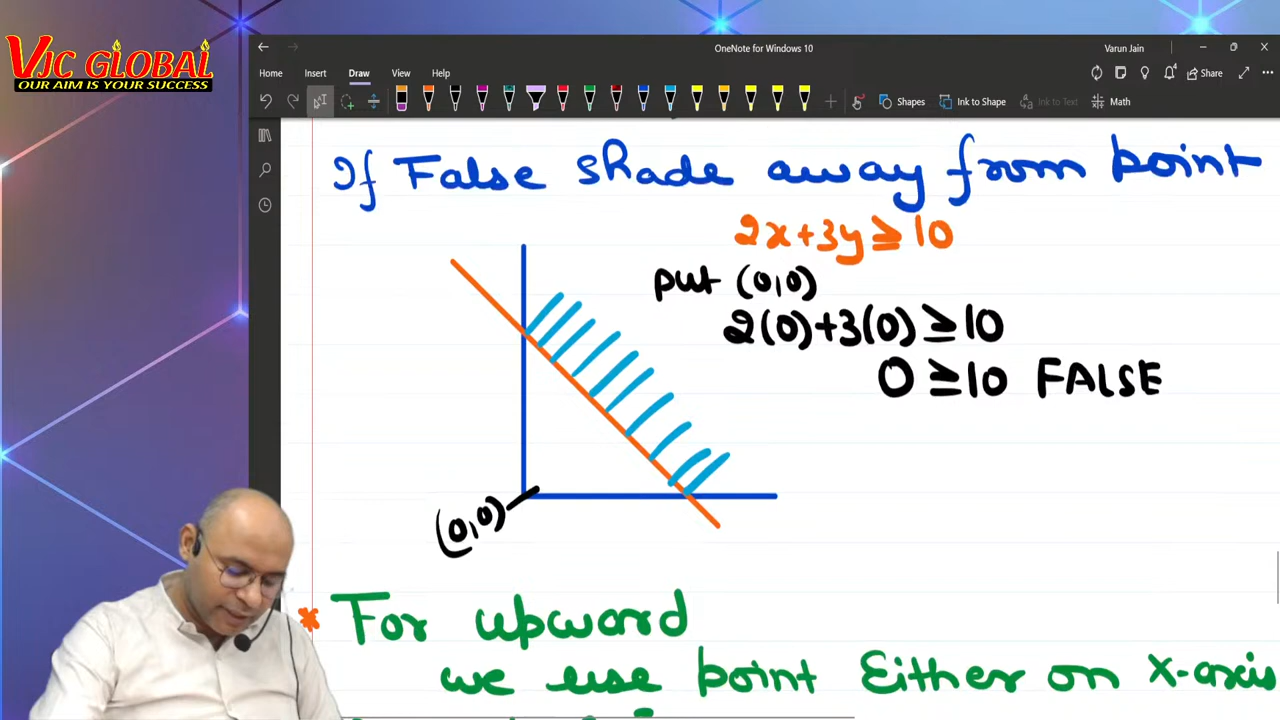 VJC GLOBAL
OUR AIM IS YOUR SUCCESS
OneNote for Windows 10
Varun Jain
Home Insert Draw View Help
Share
Shapes Ink to Shape Ink to Text Math
If False shade away from point
2x+3y≥10
put (0,0)
2(0)+3(0)≥10
0≥10 FALSE
(0,0)
* For upward
we use point Either on X-axis